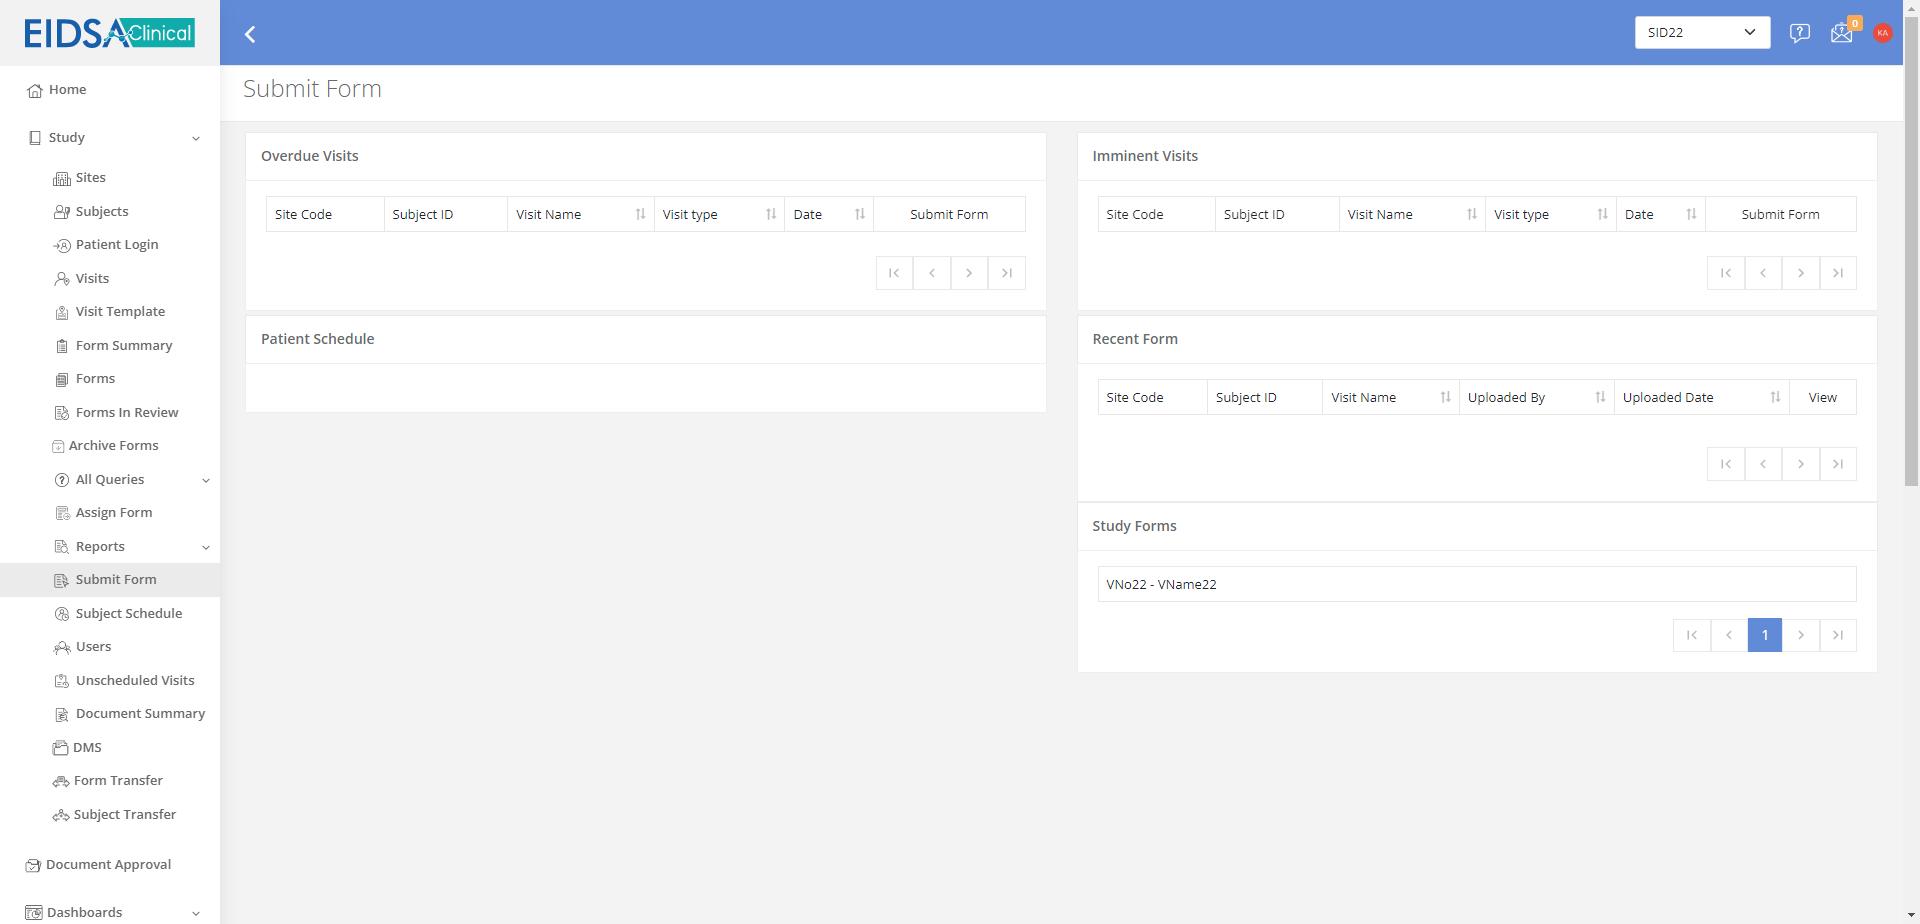 EIDSA Clinical
SID22
0
KA
Home
Study
Sites
Subjects
Patient Login
Visits
Visit Template
Form Summary
Forms
Forms In Review
Archive Forms
All Queries
Assign Form
Reports
Submit Form
Subject Schedule
Users
Unscheduled Visits
Document Summary
DMS
Form Transfer
Subject Transfer
Document Approval
Dashboards
Submit Form
Overdue Visits
Site Code Subject ID Visit Name Visit type Date Submit Form
Patient Schedule
Imminent Visits
Site Code Subject ID Visit Name Visit type Date Submit Form
Recent Form
Site Code Subject ID Visit Name Uploaded By Uploaded Date View
Study Forms
VNo22 - VName22
1